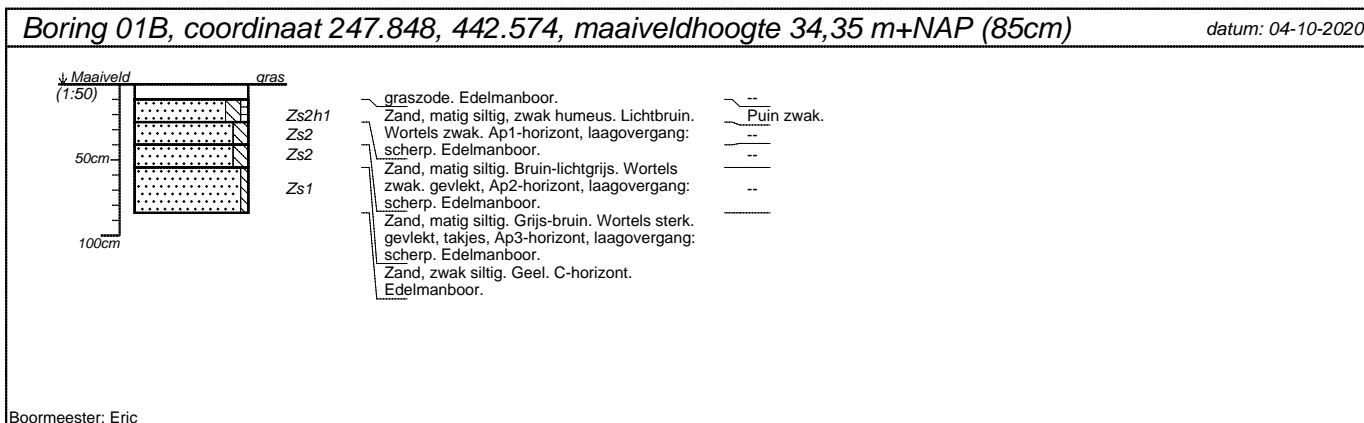 Boring 01B, coordinaat 247.848, 442.574, maaiveldhoogte 34,35 m+NAP (85cm)
datum: 04-10-2020
Maaiveld
gras
(1:50)
50cm
100cm
Zs2h1
Zs2
Zs2
Zs1
graszode. Edelmanboor.
Zand, matig siltig, zwak humeus. Lichtbruin.
Wortels zwak. Ap1-horizont, laagovergang:
scherp. Edelmanboor.
Zand, matig siltig. Bruin-lichtgrijs. Wortels
zwak. gevlekt, Ap2-horizont, laagovergang:
scherp. Edelmanboor.
Zand, matig siltig. Grijs-bruin. Wortels sterk.
gevlekt, takjes, Ap3-horizont, laagovergang:
scherp. Edelmanboor.
Zand, zwak siltig. Geel. C-horizont.
Edelmanboor.
--
Puin zwak.
--
--
--
Boormeester: Eric